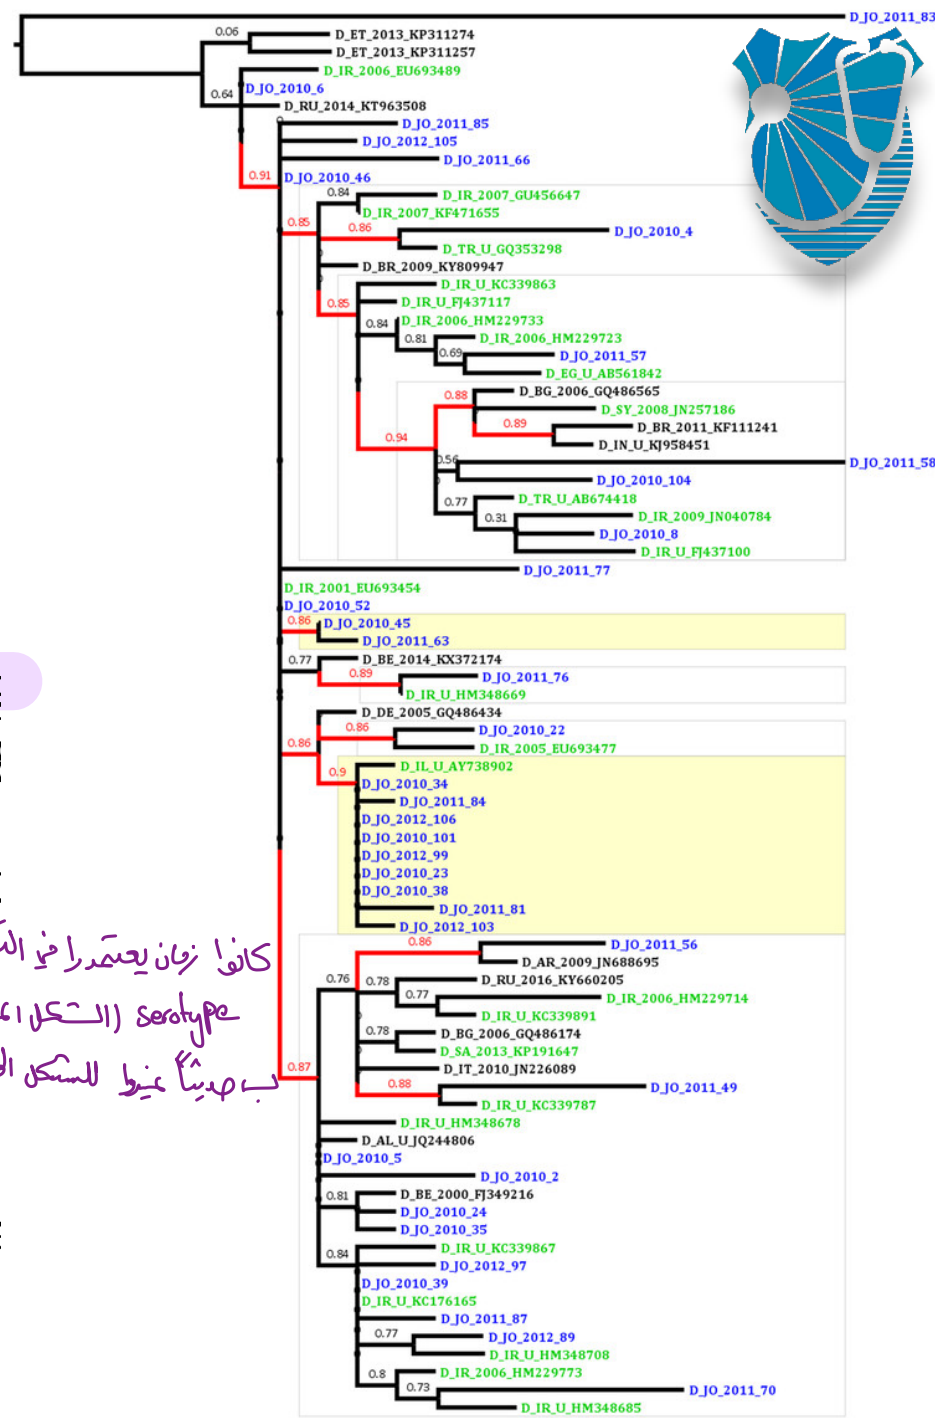 D_JO_2011_83
0.06
D_ET_2013_KP311274
D_ET_2013_KP311257
D_IR_2006_EU693489
D_JO_2010_6
0.64
D_RU_2014_KT963508
D_JO_2011_85
D_JO_2012_105
D_JO_2011_66
0.91
D_JO_2010_46
0.84
D_IR_2007_GU456647
D_IR_2007_KF471655
0.85
0.86
D_JO_2010_4
D_TR_U_GQ353298
D_BR_2009_KY809947
D_IR_U_KC339863
0.85
D_IR_U_FJ437117
D_IR_2006_HM229733
0.84
0.81
D_IR_2006_HM229723
0.69
D_JO_2011_57
D_EG_U_AB561842
D_BG_2006_GQ486565
0.88
D_SY_2008_JN257186
0.89
D_BR_2011_KF111241
0.94
D_IN_U_KJ958451
0.56
D_JO_2011_58
D_JO_2010_104
0.77
D_TR_U_AB674418
0.31
D_IR_2009_JN040784
D_JO_2010_8
D_IR_U_FJ437100
D_JO_2011_77
D_IR_2001_EU693454
D_JO_2010_52
0.86
D_JO_2010_45
D_JO_2011_63
0.77
D_BE_2014_KX372174
0.89
D_JO_2011_76
D_IR_U_HM348669
D_DE_2005_GQ486434
0.86
0.86
D_JO_2010_22
D_IR_2005_EU693477
0.9
D_IL_U_AY738902
D_JO_2010_34
D_JO_2011_84
D_JO_2012_106
D_JO_2010_101
D_JO_2012_99
D_JO_2010_23
D_JO_2010_38
D_JO_2011_81
D_JO_2012_103
0.86
D_JO_2011_56
D_AR_2009_JN688695
0.76
0.78
D_RU_2016_KY660205
0.77
D_IR_2006_HM229714
D_IR_U_KC339891
0.78
D_BG_2006_GQ486174
D_SA_2013_KP191647
D_IT_2010_JN226089
0.87
0.88
D_JO_2011_49
D_IR_U_KC339787
D_IR_U_HM348678
D_AL_U_JQ244806
D_JO_2010_5
D_JO_2010_2
0.81
D_BE_2000_FJ349216
D_JO_2010_24
D_JO_2010_35
0.84
D_IR_U_KC339867
D_JO_2012_97
D_JO_2010_39
D_IR_U_KC176165
D_JO_2011_87
0.77
D_JO_2012_89
D_IR_U_HM348708
0.8
D_IR_2006_HM229773
0.73
D_JO_2011_70
D_IR_U_HM348685
كانوا زمان يعتمدوا في
serotype (الشكل
حديثاً غيروا للشكل